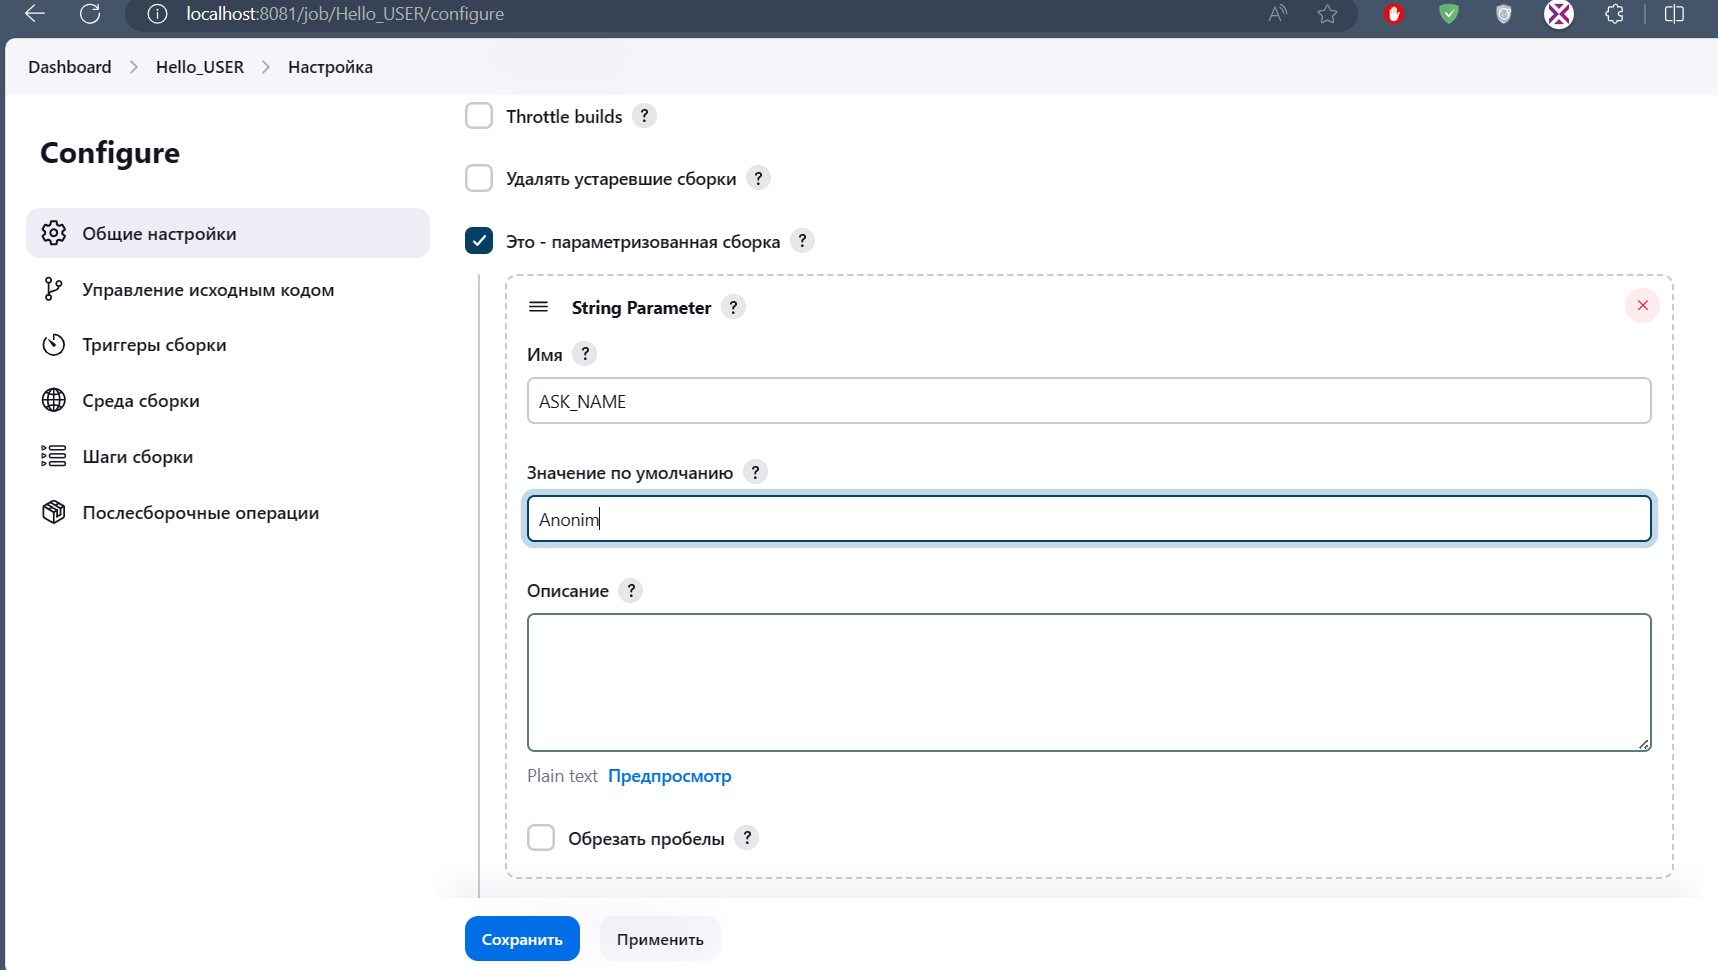 localhost:8081/job/Hello_USER/configure
Dashboard > Hello_USER > Настройка
Configure
Общие настройки
Управление исходным кодом
Триггеры сборки
Среда сборки
Шаги сборки
Послесборочные операции
Throttle builds ?
Удалять устаревшие сборки ?
Это - параметризованная сборка ?
String Parameter ?
Имя ?
ASK_NAME
Значение по умолчанию ?
Anonim
Описание ?
Plain text Предпросмотр
Обрезать пробелы ?
Сохранить Применить